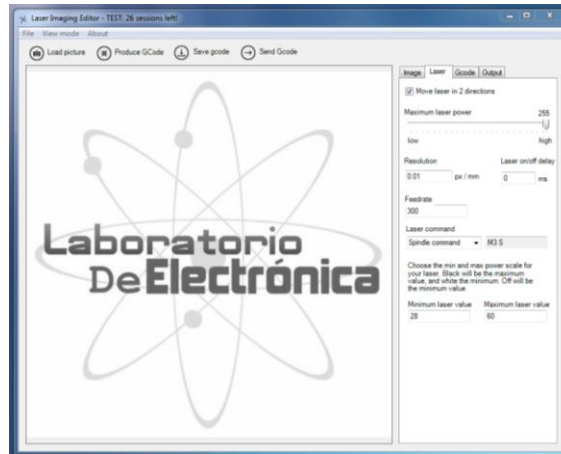 Laser Imaging Editor - TEST: 26 sessions left!
File View mode About
Load picture Produce GCode Save gcode Send Gcode
Image Laser Gcode Output
Move laser in 2 directions
Maximum laser power 255
low high
Resolution Laser on/off delay
0.01 px / mm 0 ms
Feedrate
300
Laser command
Spindle command M3 S
Choose the min and max power scale for
your laser. Black will be the maximum
value, and white the minimum. Off will be
the minimum value
Minimum laser value Maximum laser value
28 60
Laboratorio
De Electrónica